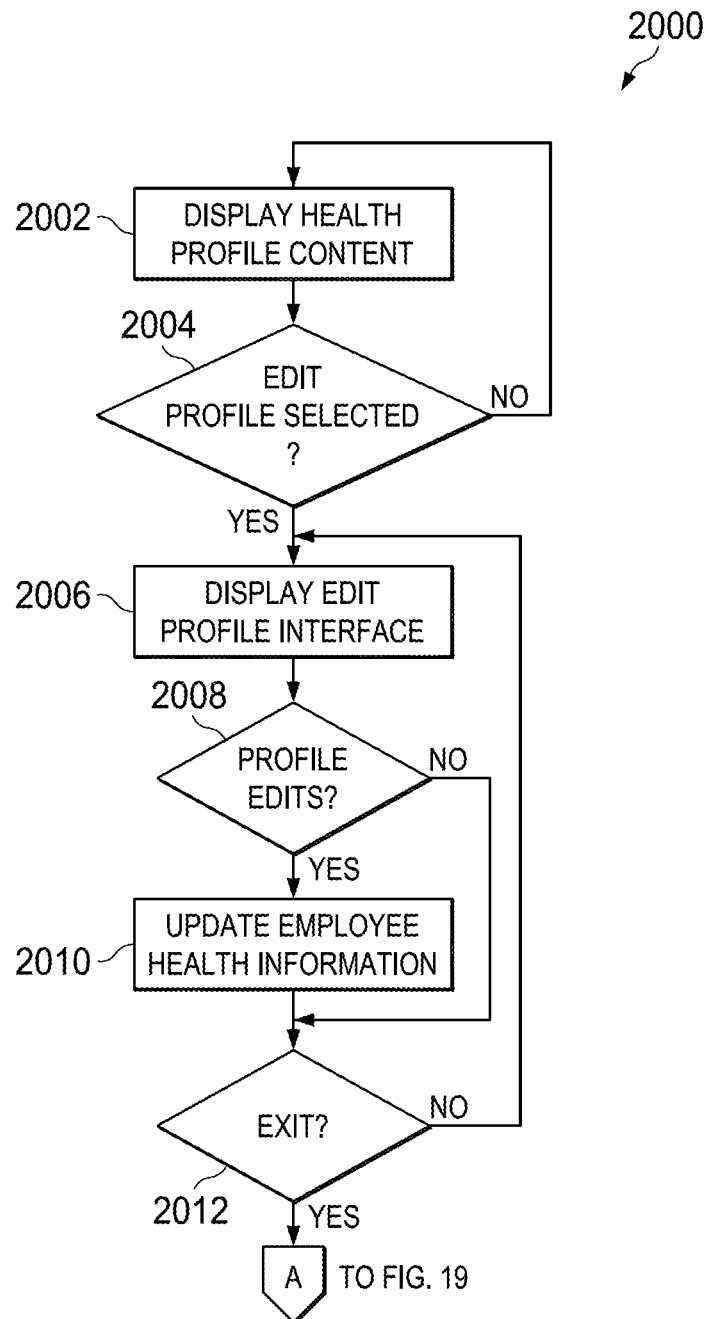 2000
2002
DISPLAY HEALTH
PROFILE CONTENT
2004
EDIT
PROFILE SELECTED
?
NO
YES
2006
DISPLAY EDIT
PROFILE INTERFACE
2008
PROFILE
EDITS?
NO
YES
2010
UPDATE EMPLOYEE
HEALTH INFORMATION
EXIT?
NO
2012
YES
A
TO FIG. 19